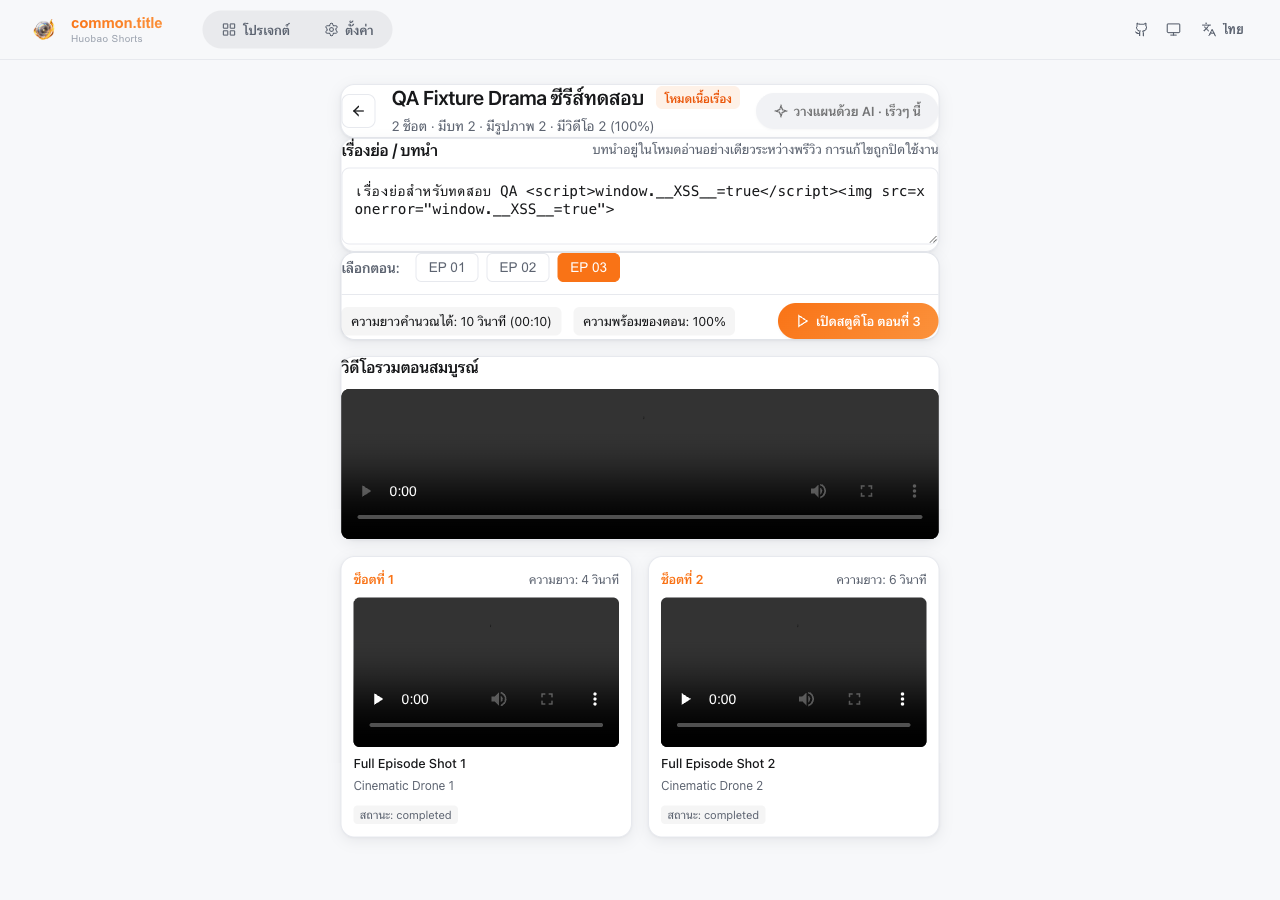 common.title
Huobao Shorts
โปรเจกต์
ตั้งค่า
ไทย
QA Fixture Drama ซีรีส์ทดสอบ
โหมดเนื้อเรื่อง
วางแผนด้วย AI · เร็วๆ นี้
2 ช็อต · มีบท 2 · มีรูปภาพ 2 · มีวิดีโอ 2 (100%)
เรื่องย่อ / บทนำ
บทนำอยู่ในโหมดอ่านอย่างเดียวระหว่างพรีวิว การแก้ไขถูกปิดใช้งาน
เรื่องย่อสำหรับทดสอบ QA <script>window.__XSS__=true</script><img src=x
onerror="window.__XSS__=true">
เลือกตอน:
EP 01
EP 02
EP 03
ความยาวคำนวณได้: 10 วินาที (00:10)
ความพร้อมของตอน: 100%
เปิดสตูดิโอ ตอนที่ 3
วิดีโอรวมตอนสมบูรณ์
0:00
ช็อตที่ 1
ความยาว: 4 วินาที
0:00
Full Episode Shot 1
Cinematic Drone 1
สถานะ: completed
ช็อตที่ 2
ความยาว: 6 วินาที
0:00
Full Episode Shot 2
Cinematic Drone 2
สถานะ: completed